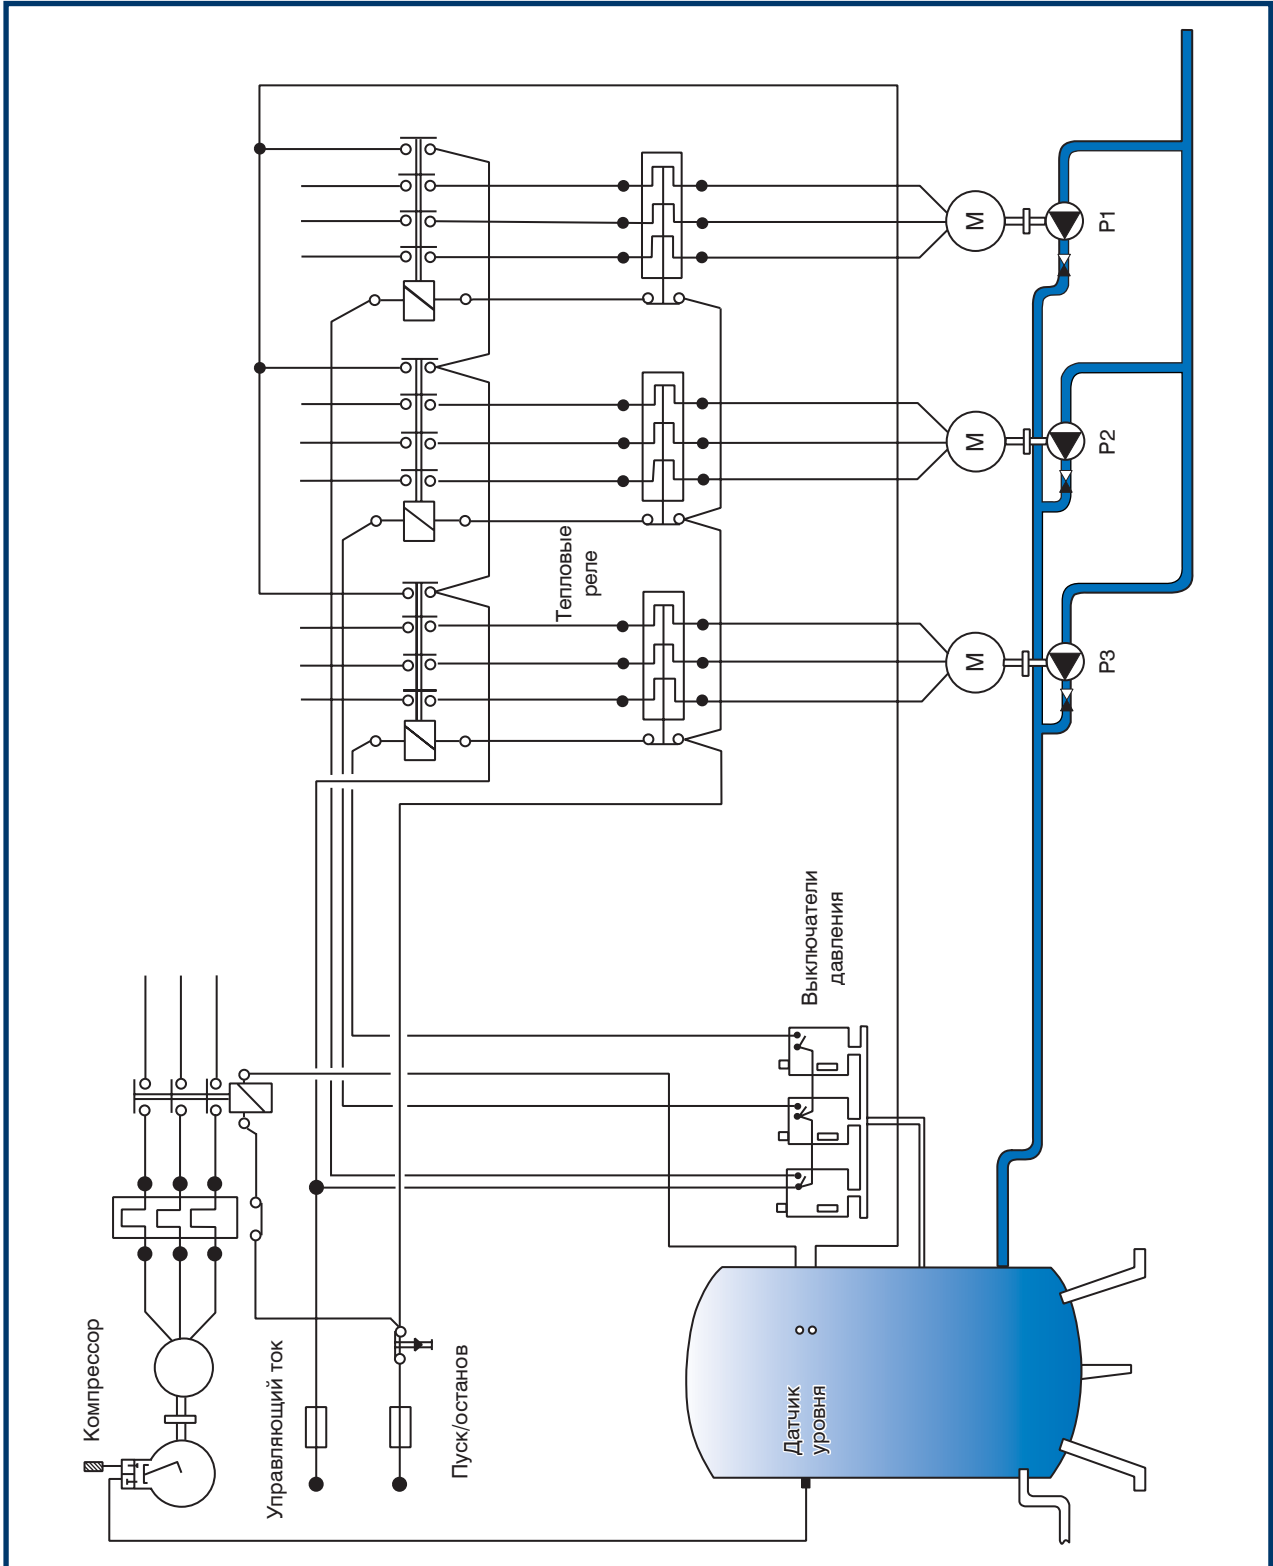 Компрессор
Управляющий ток
Пуск/останов
Тепловые
реле
Выключатели
давления
Датчик
уровня
M
M
M
P1
P2
P3